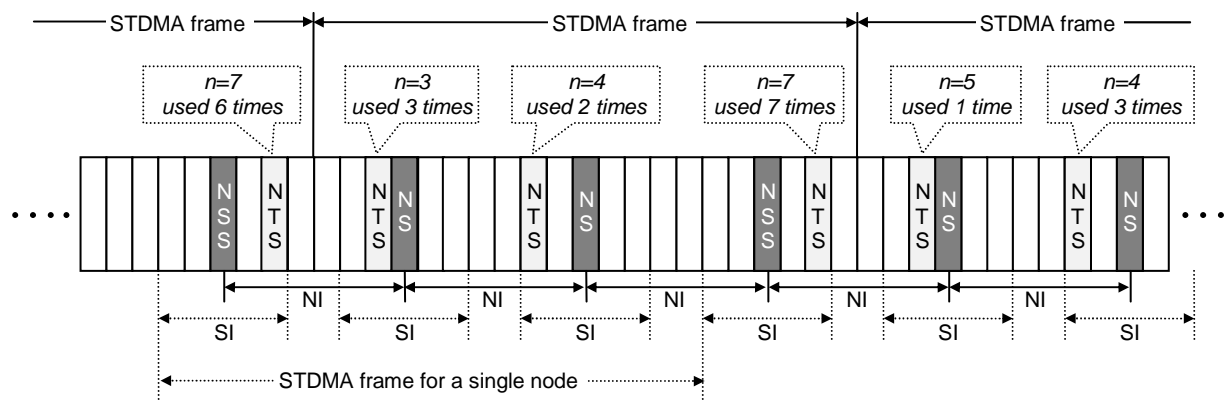 STDMA frame STDMA frame STDMA frame
n=7 n=3 n=4 n=7 n=5 n=4
used 6 times used 3 times used 2 times used 7 times used 1 time used 3 times
NSS NTS NTS NS NTS NS NSS NTS NTS NS NTS NS
NI NI NI NI NI
SI SI SI SI SI SI
STDMA frame for a single node